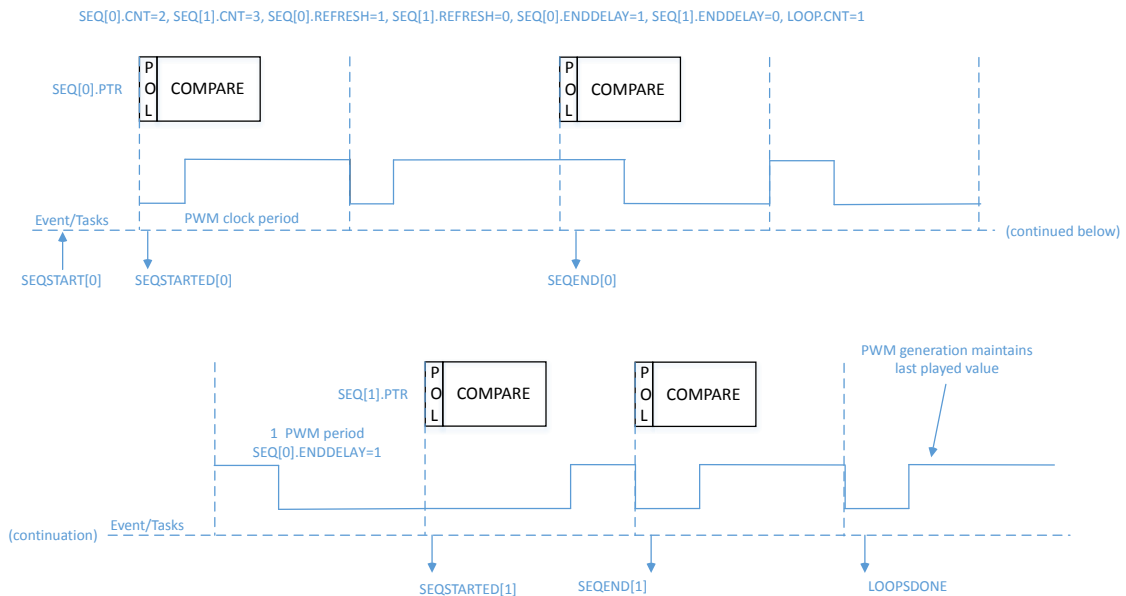 SEQ[0].CNT=2, SEQ[1].CNT=3, SEQ[0].REFRESH=1, SEQ[1].REFRESH=0, SEQ[0].ENDDELAY=1, SEQ[1].ENDDELAY=0, LOOP.CNT=1
SEQ[0].PTR
P
O
L
COMPARE
P
O
L
COMPARE
Event/Tasks
PWM clock period
(continued below)
SEQSTART[0]
SEQSTARTED[0]
SEQEND[0]
PWM generation maintains
last played value
SEQ[1].PTR
P
O
L
COMPARE
P
O
L
COMPARE
1 PWM period
SEQ[0].ENDDELAY=1
(continuation)
Event/Tasks
SEQSTARTED[1]
SEQEND[1]
LOOPSDONE